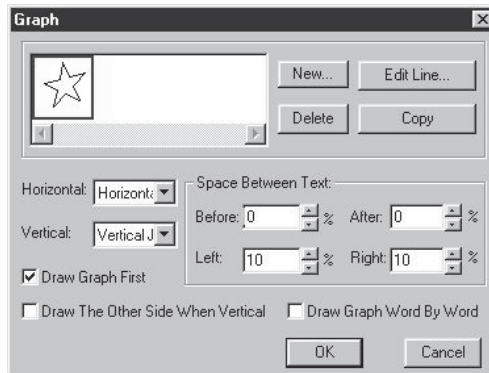 Graph
New... Edit Line...
Delete Copy
Horizontal: Horizonta
Space Between Text:
Before: 0 % After: 0 %
Vertical: Vertical J
Left: 10 % Right: 10 %
Draw Graph First
Draw The Other Side When Vertical Draw Graph Word By Word
OK Cancel